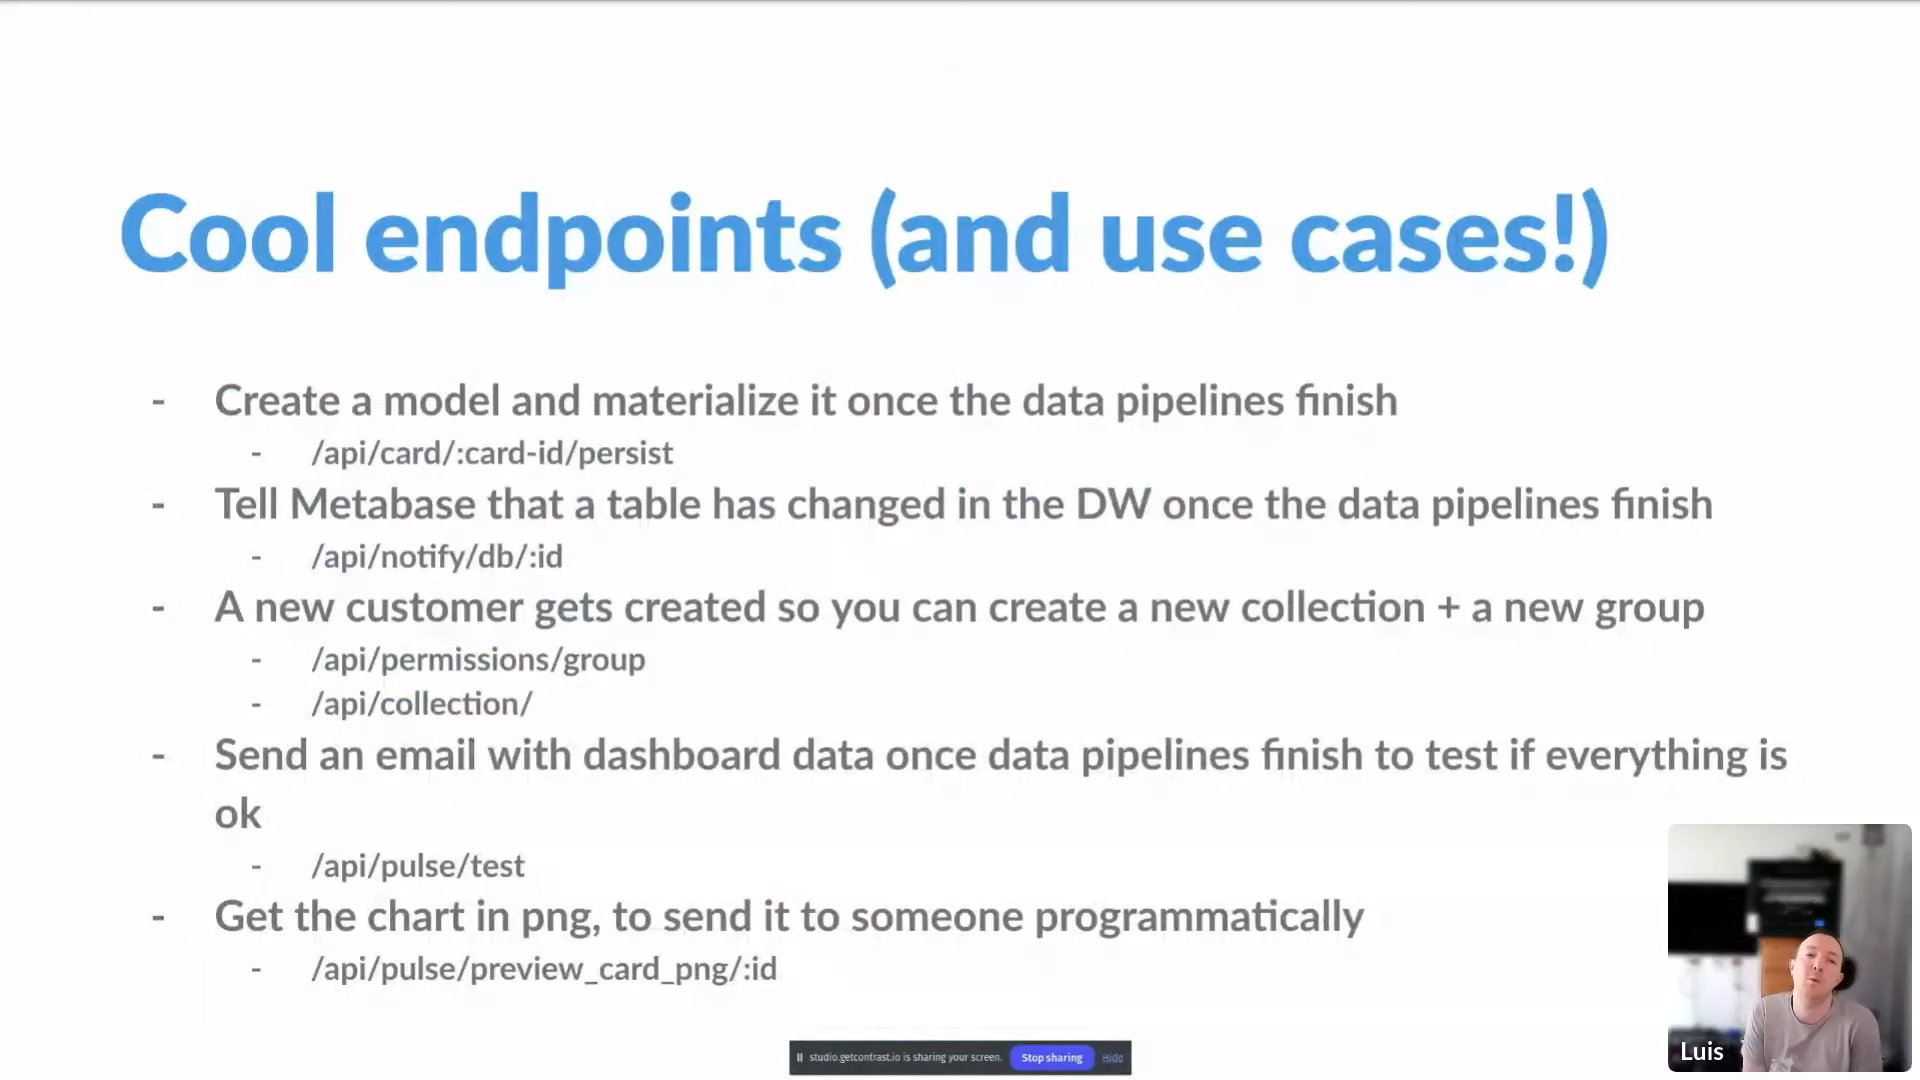 Cool endpoints (and use cases!)
- Create a model and materialize it once the data pipelines finish
- /api/card/:card-id/persist
- Tell Metabase that a table has changed in the DW once the data pipelines finish
- /api/notify/db/:id
- A new customer gets created so you can create a new collection + a new group
- /api/permissions/group
- /api/collection/
- Send an email with dashboard data once data pipelines finish to test if everything is
ok
- /api/pulse/test
- Get the chart in png, to send it to someone programmatically
- /api/pulse/preview_card_png/:id
studio.getcontrast.io is sharing your screen. Stop sharing Hide
Luis